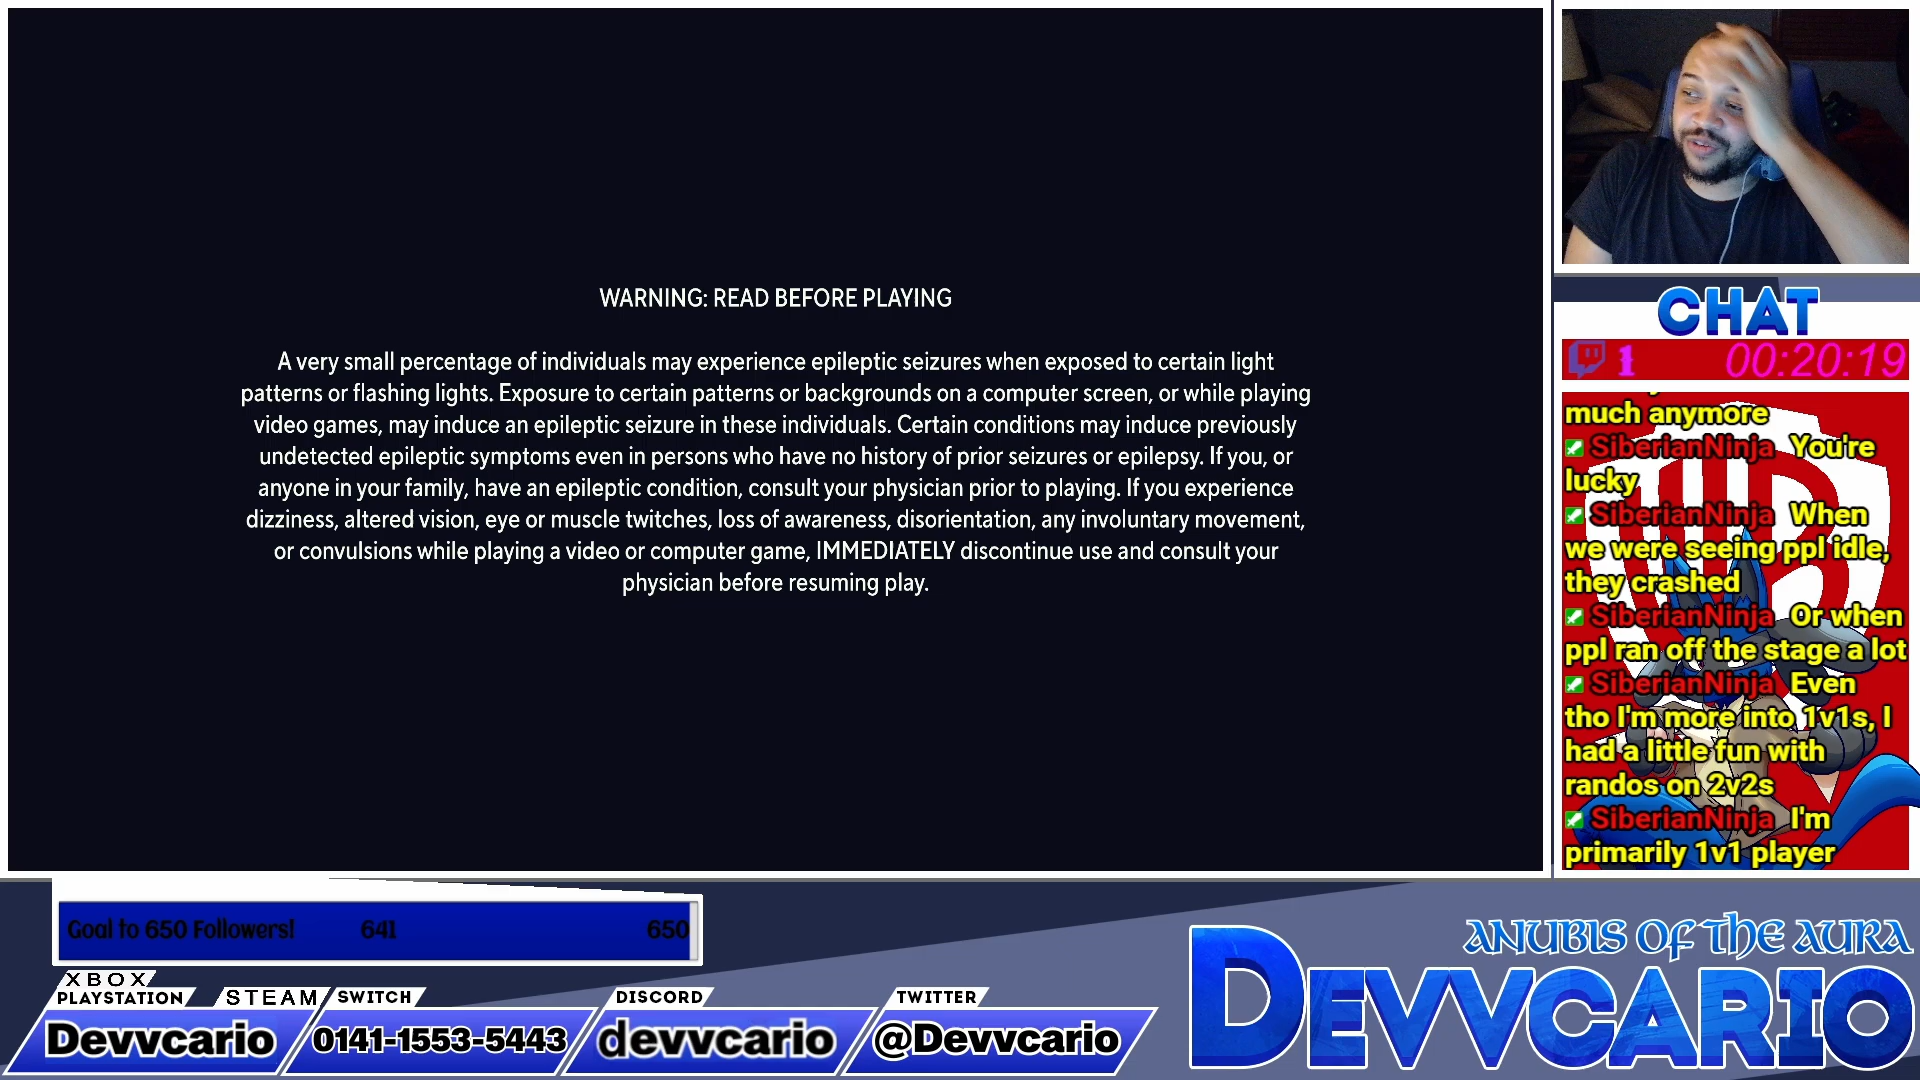 WARNING: READ BEFORE PLAYING
A very small percentage of individuals may experience epileptic seizures when exposed to certain light
patterns or flashing lights. Exposure to certain patterns or backgrounds on a computer screen, or while playing
video games, may induce an epileptic seizure in these individuals. Certain conditions may induce previously
undetected epileptic symptoms even in persons who have no history of prior seizures or epilepsy. If you, or
anyone in your family, have an epileptic condition, consult your physician prior to playing. If you experience
dizziness, altered vision, eye or muscle twitches, loss of awareness, disorientation, any involuntary movement,
or convulsions while playing a video or computer game, IMMEDIATELY discontinue use and consult your
physician before resuming play.
CHAT
1 00:20:19
much anymore
SiberianNinja You're
lucky
SiberianNinja When
we were seeing ppl idle,
they crashed
SiberianNinja Or when
ppl ran off the stage a lot
SiberianNinja Even
tho I'm more into 1v1s, I
had a little fun with
randos on 2v2s
SiberianNinja I'm
primarily 1v1 player
Goal to 650 Followers! 641 650
XBOX
PLAYSTATION STEAM SWITCH DISCORD TWITTER
Devvcario 0141-1553-5443 devvcario @Devvcario
ANUBIS OF THE AURA
DEVVCARIO